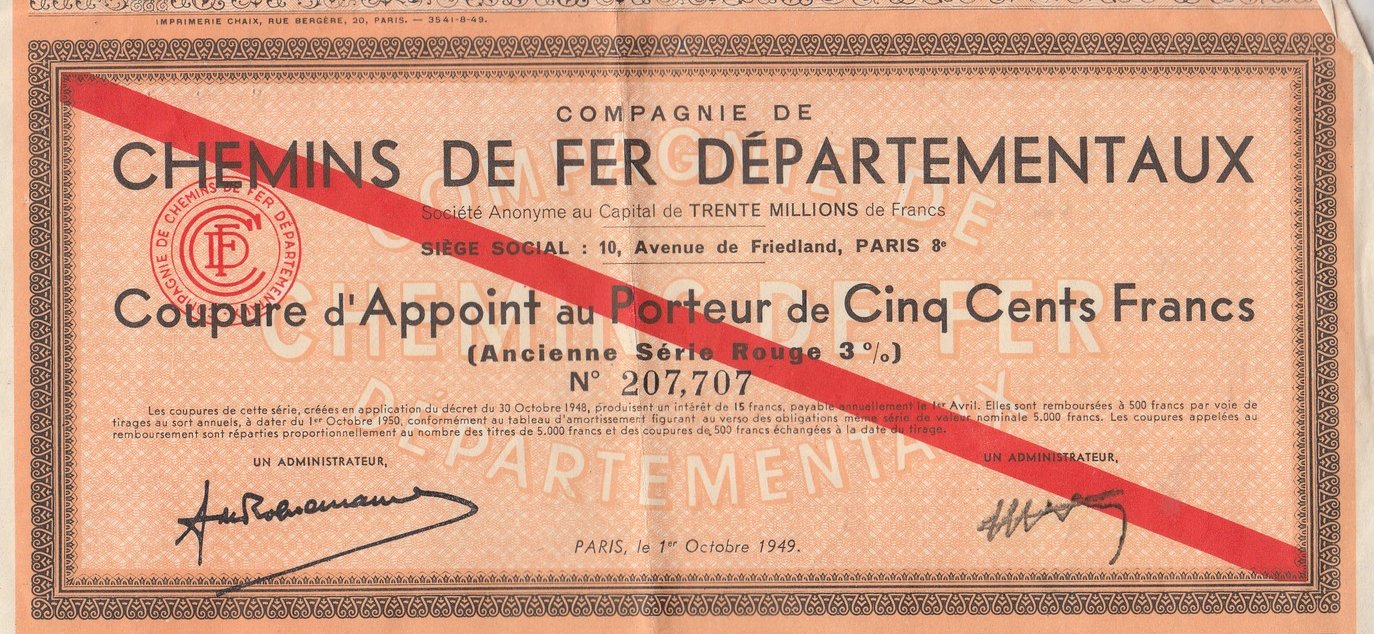 IMPRIMERIE CHAIX, RUE BERGÈRE, 20, PARIS. — 3541-8-49.
COMPAGNIE DE
CHEMINS DE FER DÉPARTEMENTAUX
Société Anonyme au Capital de TRENTE MILLIONS de Francs
SIÈGE SOCIAL : 10, Avenue de Friedland, PARIS 8e
COMPAGNIE DE CHEMINS DE FER DÉPARTEMENTAUX
CFD
Coupure d'Appoint au Porteur de Cinq Cents Francs
(Ancienne Série Rouge 3%)
N° 207,707
Les coupures de cette série, créées en application du décret du 30 Octobre 1948, produisent un intérêt de 15 francs, payable annuellement le 1er Avril. Elles sont remboursées à 500 francs par voie de
tirages au sort annuels, à dater du 1er Octobre 1950, conformément au tableau d'amortissement figurant au verso des obligations même série de valeur nominale 5.000 francs. Les coupures appelées au
remboursement sont réparties proportionnellement au nombre des titres de 5.000 francs et des coupures de 500 francs échangées à la date du tirage.
UN ADMINISTRATEUR,
UN ADMINISTRATEUR,
PARIS, le 1er Octobre 1949.
COMPAGNIE DE
CHEMINS DE FER
DÉPARTEMENTAUX